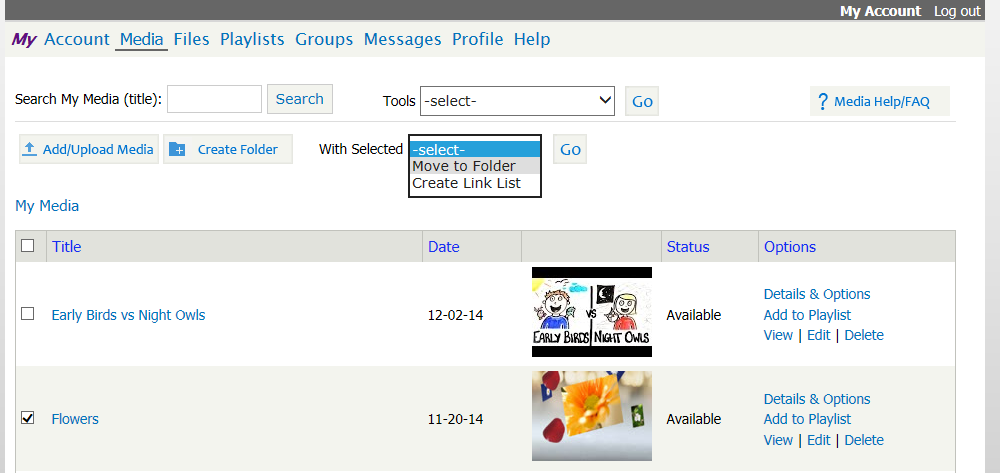 My Account Log out
My Account Media Files Playlists Groups Messages Profile Help
Search My Media (title): Search Tools -select- Go ? Media Help/FAQ
Add/Upload Media Create Folder With Selected -select- Go
Move to Folder
Create Link List
My Media
Title Date Status Options
Early Birds vs Night Owls 12-02-14 EARLY BIRDS VS NIGHT OWLS Available
Details & Options
Add to Playlist
View | Edit | Delete
Flowers 11-20-14 Available
Details & Options
Add to Playlist
View | Edit | Delete